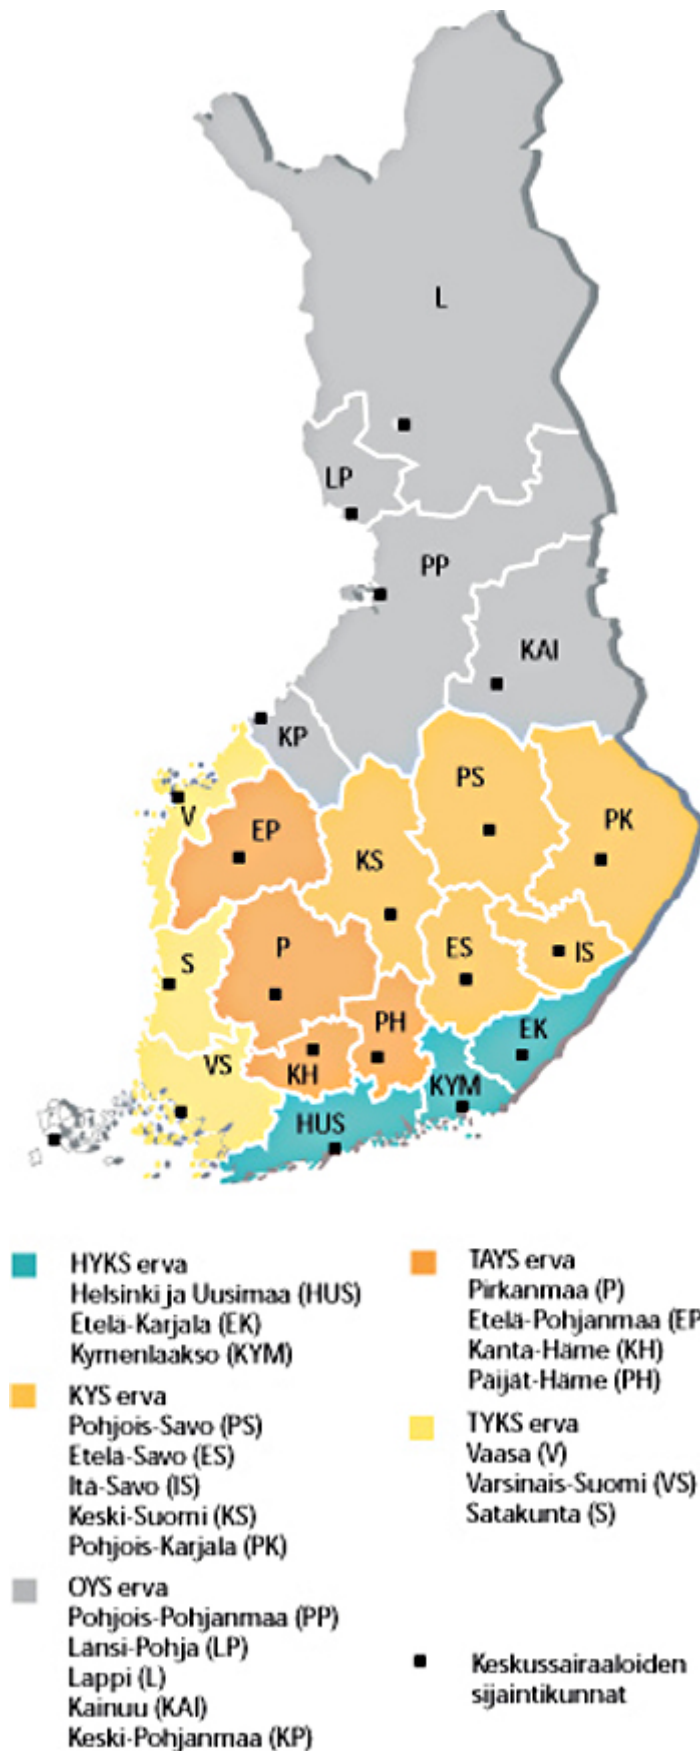 L
LP
PP
KAI
KP
V
EP
KS
PS
PK
S
P
ES
IS
PH
EK
VS
KH
KYM
HUS
HYKS erva
Helsinki ja Uusimaa (HUS)
Etelä-Karjala (EK)
Kymenlaakso (KYM)
KYS erva
Pohjois-Savo (PS)
Etelä-Savo (ES)
Itä-Savo (IS)
Keski-Suomi (KS)
Pohjois-Karjala (PK)
OYS erva
Pohjois-Pohjanmaa (PP)
Länsi-Pohja (LP)
Lappi (L)
Kainuu (KAI)
Keski-Pohjanmaa (KP)
TAYS erva
Pirkanmaa (P)
Etelä-Pohjanmaa (EP
Kanta-Häme (KH)
Päijät-Häme (PH)
TYKS erva
Vaasa (V)
Varsinais-Suomi (VS)
Satakunta (S)
Keskussairaaloiden
sijaintikunnat